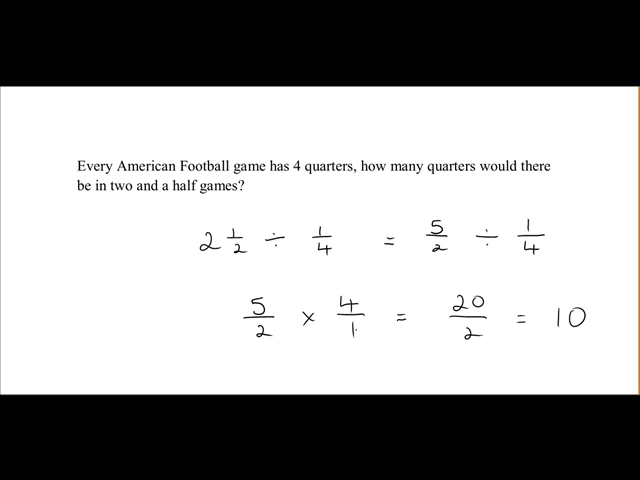 Every American Football game has 4 quarters, how many quarters would there
be in two and a half games?
2 1/2 ÷ 1/4 = 5/2 ÷ 1/4
5/2 × 4/1 = 20/2 = 10